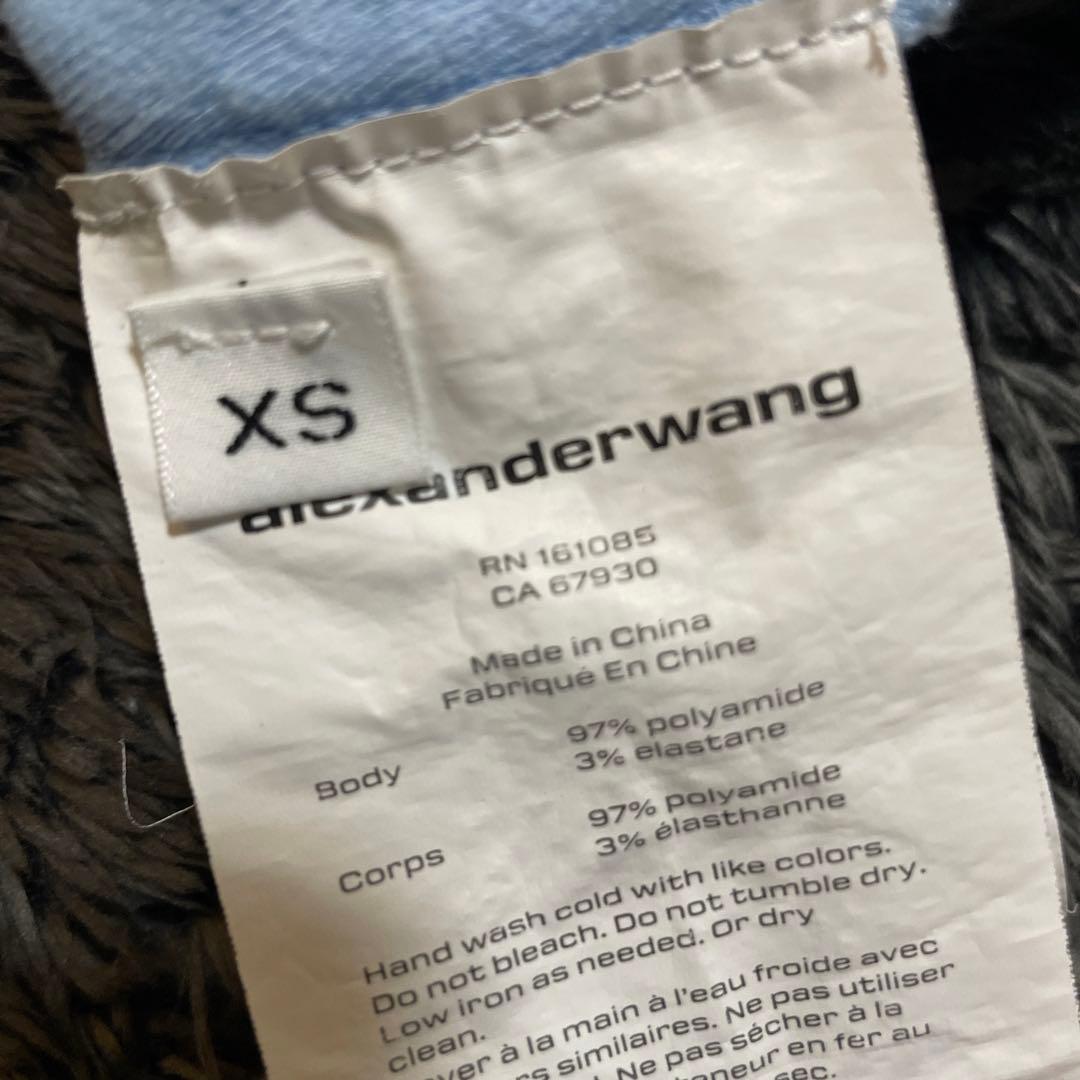 XS
alexanderwang
RN 161085
CA 67930
Made in China
Fabriqué En Chine
97% polyamide
3% elastane
Body
97% polyamide
3% élasthanne
Corps
Hand wash cold with like colors.
Do not bleach. Do not tumble dry.
Low iron as needed. Or dry
clean.
à la main à l'eau froide avec
similaires. Ne pas utiliser
Ne pas sécher à la
en fer au
sec.